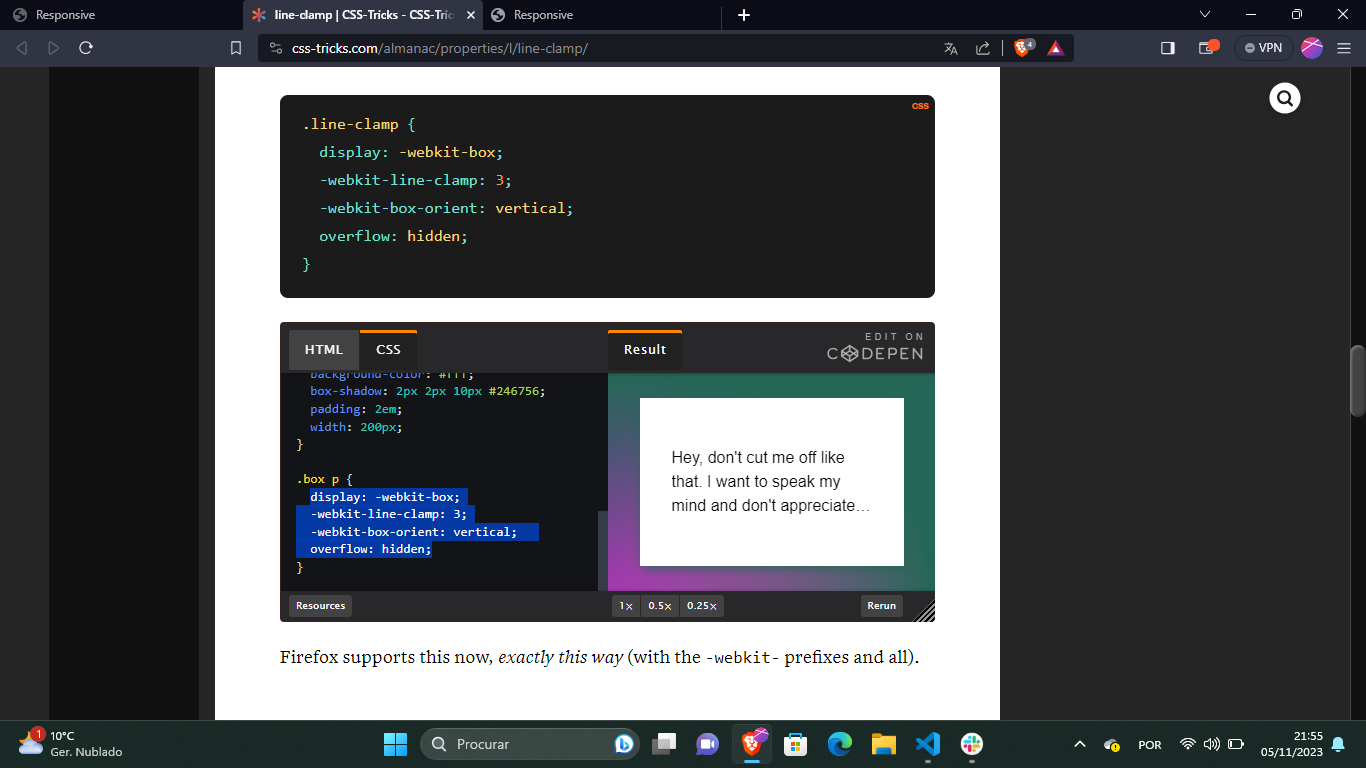 Responsive
line-clamp | CSS-Tricks - CSS-Tric
Responsive
css-tricks.com/almanac/properties/l/line-clamp/
4
VPN
CSS
.line-clamp {
display: -webkit-box;
-webkit-line-clamp: 3;
-webkit-box-orient: vertical;
overflow: hidden;
}
HTML
CSS
Result
EDIT ON
CODEPEN
background-color: #fff;
box-shadow: 2px 2px 10px #246756;
padding: 2em;
width: 200px;
}
.box p {
display: -webkit-box;
-webkit-line-clamp: 3;
-webkit-box-orient: vertical;
overflow: hidden;
}
Hey, don't cut me off like
that. I want to speak my
mind and don't appreciate…
Resources
1x
0.5x
0.25x
Rerun
Firefox supports this now, exactly this way (with the -webkit- prefixes and all).
1
10°C
Ger. Nublado
Procurar
POR
21:55
05/11/2023